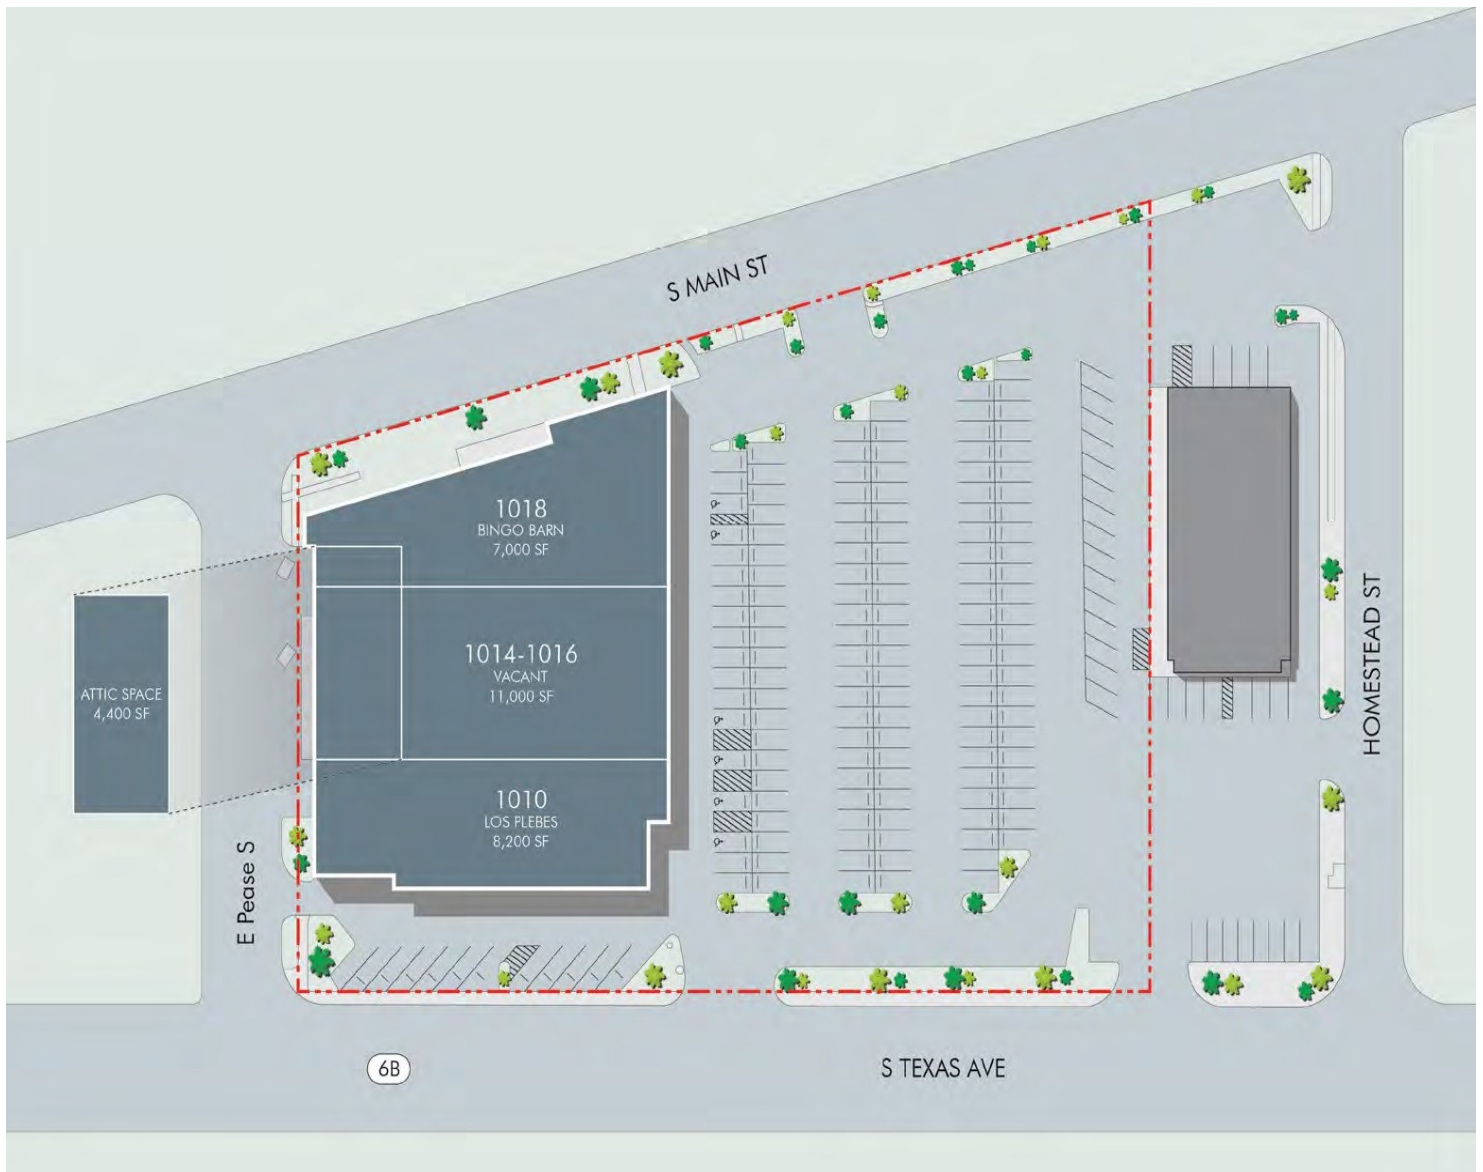 S MAIN ST
1018
BINGO BARN
7,000 SF
1014-1016
VACANT
11,000 SF
ATTIC SPACE
4,400 SF
1010
LOS PLEBES
8,200 SF
E Pease S
HOMESTEAD ST
6B
S TEXAS AVE